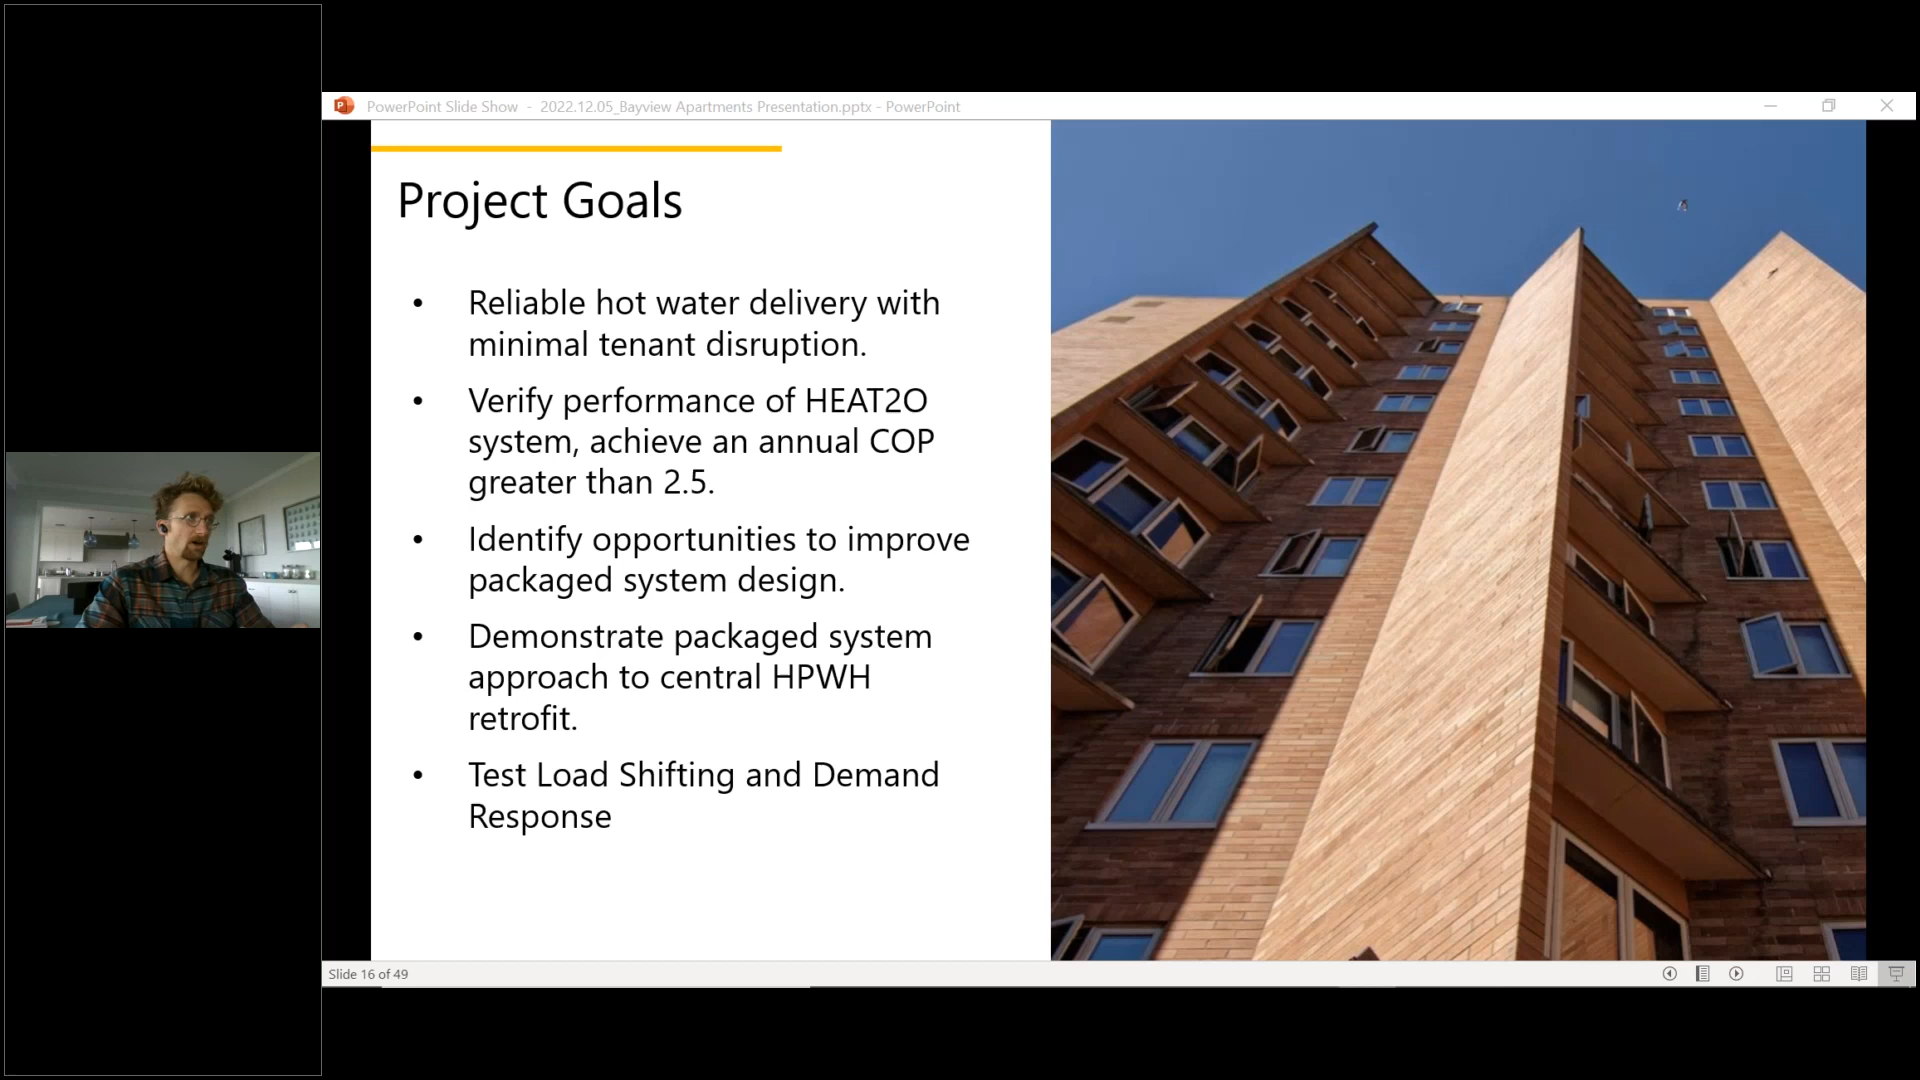 PowerPoint Slide Show - 2022.12.05_Bayview Apartments Presentation.pptx - PowerPoint
Project Goals
• Reliable hot water delivery with
minimal tenant disruption.
• Verify performance of HEAT2O
system, achieve an annual COP
greater than 2.5.
• Identify opportunities to improve
packaged system design.
• Demonstrate packaged system
approach to central HPWH
retrofit.
• Test Load Shifting and Demand
Response
Slide 16 of 49